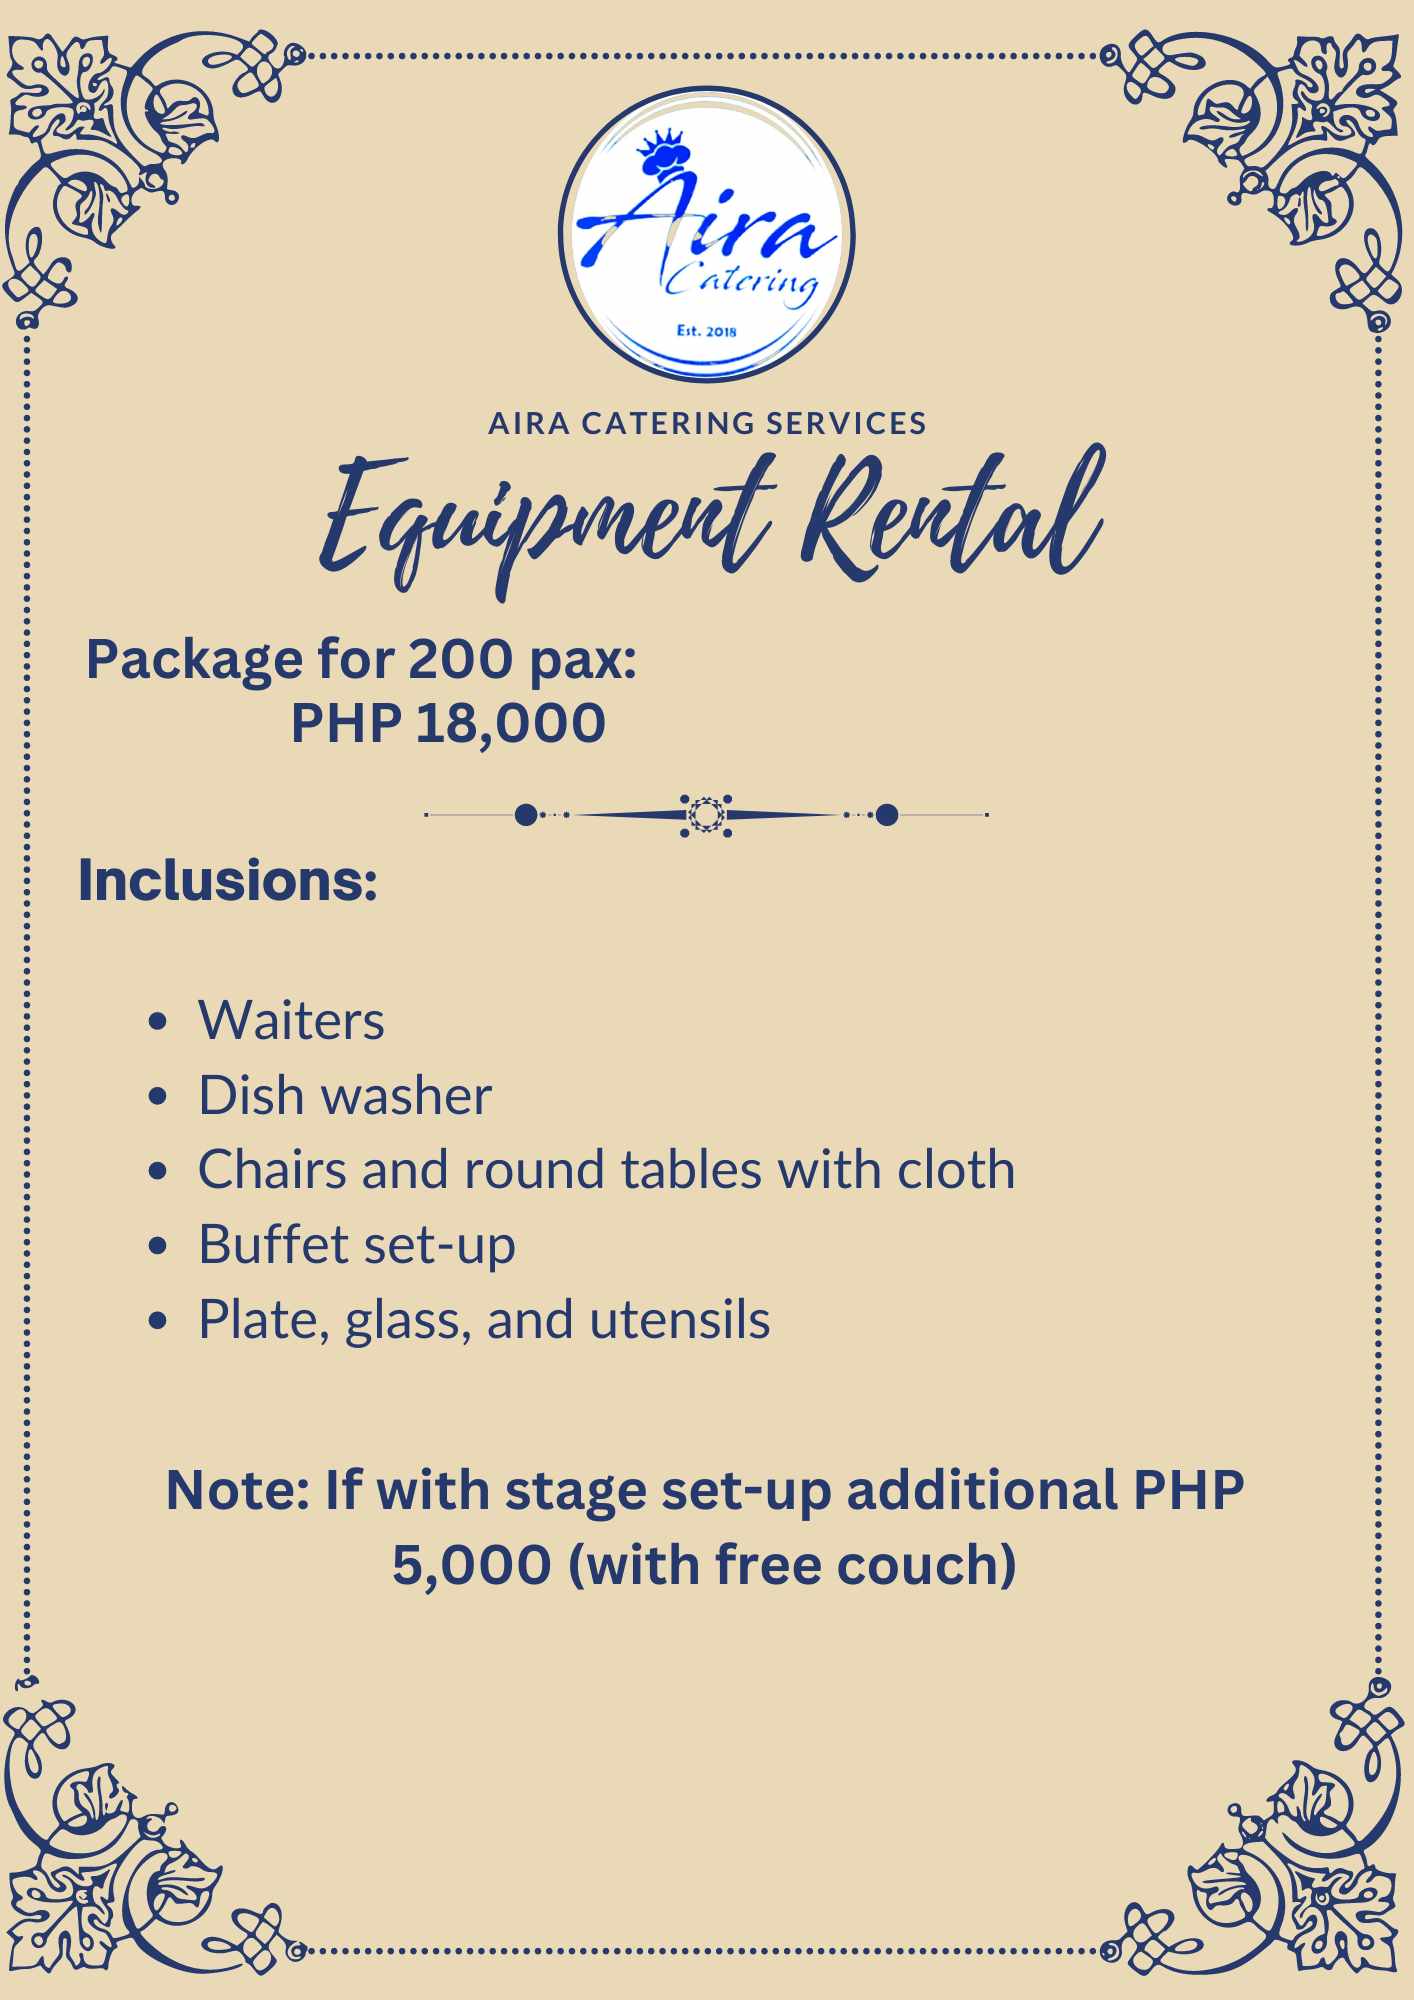 Aira
Catering
Est. 2018
AIRA CATERING SERVICES
Equipment Rental
Package for 200 pax:
PHP 18,000
Inclusions:
• Waiters
• Dish washer
• Chairs and round tables with cloth
• Buffet set-up
• Plate, glass, and utensils
Note: If with stage set-up additional PHP
5,000 (with free couch)